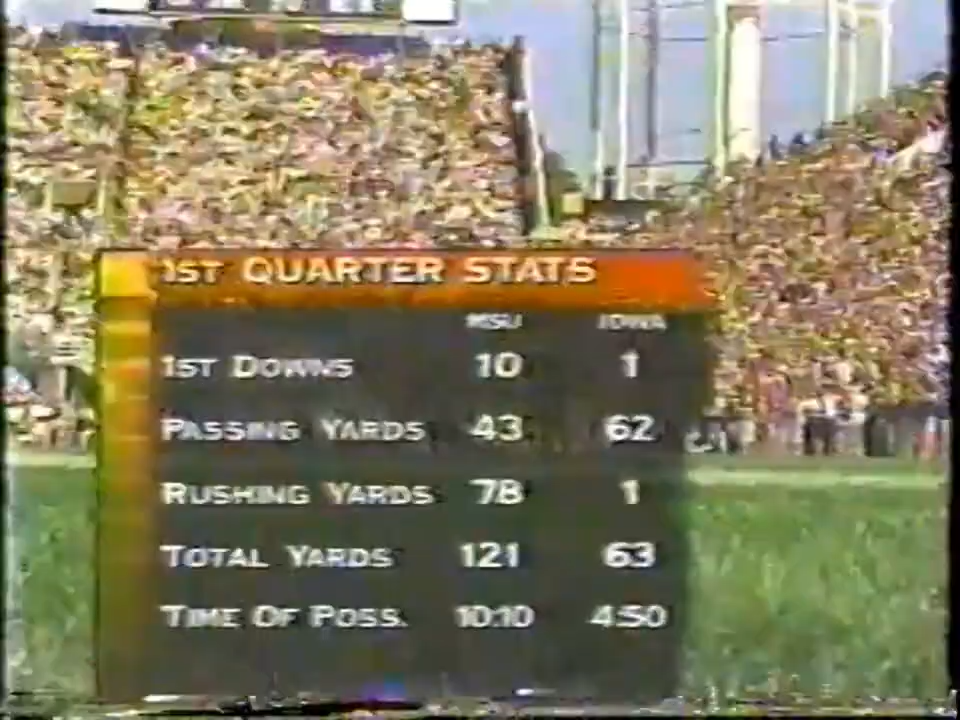 1ST QUARTER STATS
MSU IOWA
1ST DOWNS 10 1
PASSING YARDS 43 62
RUSHING YARDS 78 1
TOTAL YARDS 121 63
TIME OF POSS. 10:10 4:50